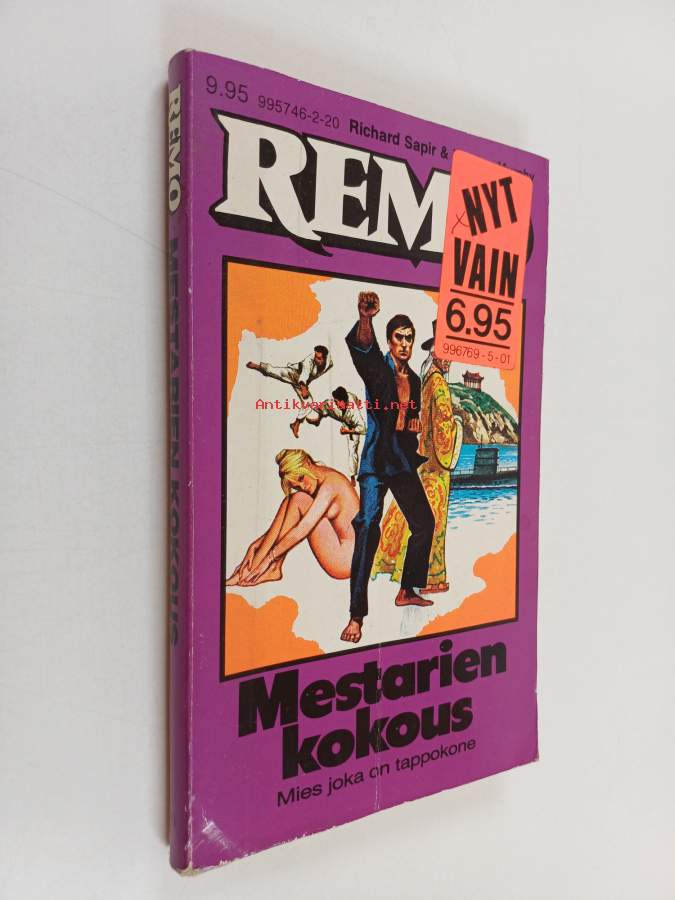 9.95 995746-2-20 Richard Sapir &
REM
NYT
VAIN
6.95
996769-5-01
Antikvariaatti.net
Mestarien
kokous
Mies joka on tappokone
REMO MESTARIEN KOKOUS